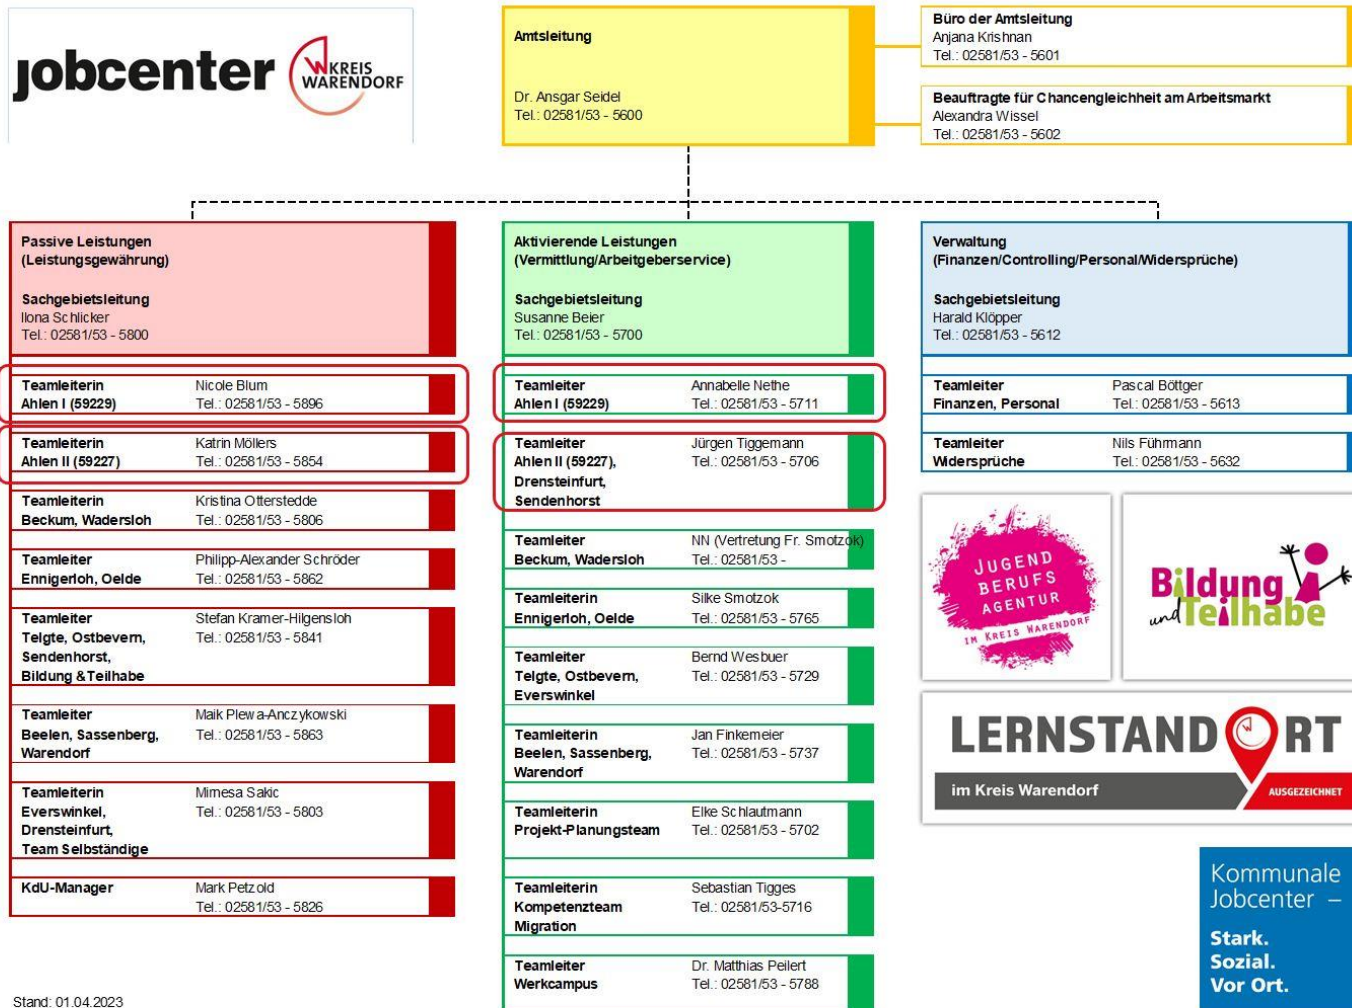 jobcenter
KREIS
WARENDORF
Amtsleitung
Dr. Ansgar Seidel
Tel.: 02581/53 - 5600
Büro der Amtsleitung
Anjana Krishnan
Tel.: 02581/53 - 5601
Beauftragte für Chancengleichheit am Arbeitsmarkt
Alexandra Wissel
Tel.: 02581/53 - 5602
Passive Leistungen
(Leistungsgewährung)
Sachgebietsleitung
Ilona Schlicker
Tel.: 02581/53 - 5800
Teamleiterin Nicole Blum
Ahlen I (59229) Tel.: 02581/53 - 5896
Teamleiterin Katrin Möllers
Ahlen II (59227) Tel.: 02581/53 - 5854
Teamleiterin Kristina Otterstedde
Beckum, Wadersloh Tel.: 02581/53 - 5806
Teamleiter Philipp-Alexander Schröder
Ennigerloh, Oelde Tel.: 02581/53 - 5862
Teamleiter Stefan Kramer-Hilgensloh
Telgte, Ostbevern, Tel.: 02581/53 - 5841
Sendenhorst,
Bildung & Teilhabe
Teamleiter Maik Plewa-Anczykowski
Beelen, Sassenberg, Tel.: 02581/53 - 5863
Warendorf
Teamleiterin Mirnesa Sakic
Everswinkel, Tel.: 02581/53 - 5803
Drensteinfurt,
Team Selbständige
KdU-Manager Mark Petzold
Tel.: 02581/53 - 5826
Stand: 01.04.2023
Aktivierende Leistungen
(Vermittlung/Arbeitgeberservice)
Sachgebietsleitung
Susanne Beier
Tel.: 02581/53 - 5700
Teamleiter Annabelle Nethe
Ahlen I (59229) Tel.: 02581/53 - 5711
Teamleiter Jürgen Tiggemann
Ahlen II (59227), Tel.: 02581/53 - 5706
Drensteinfurt,
Sendenhorst
Teamleiter NN (Vertretung Fr. Smotzok)
Beckum, Wadersloh Tel.: 02581/53 -
Teamleiterin Silke Smotzok
Ennigerloh, Oelde Tel.: 02581/53 - 5765
Teamleiter Bernd Wesbuer
Telgte, Ostbevern, Tel.: 02581/53 - 5729
Everswinkel
Teamleiterin Jan Finkemeier
Beelen, Sassenberg, Tel.: 02581/53 - 5737
Warendorf
Teamleiterin Elke Schlautmann
Projekt-Planungsteam Tel.: 02581/53 - 5702
Teamleiterin Sebastian Tigges
Kompetenzteam Tel.: 02581/53-5716
Migration
Teamleiter Dr. Matthias Peilert
Werkcampus Tel.: 02581/53 - 5788
Verwaltung
(Finanzen/Controlling/Personal/Widersprüche)
Sachgebietsleitung
Harald Klöpper
Tel.: 02581/53 - 5612
Teamleiter Pascal Böttger
Finanzen, Personal Tel.: 02581/53 - 5613
Teamleiter Nils Führmann
Widersprüche Tel.: 02581/53 - 5632
JUGEND
BERUFS
AGENTUR
IM KREIS WARENDORF
Bildung
und Teilhabe
LERNSTANDORT
im Kreis Warendorf AUSGEZEICHNET
Kommunale
Jobcenter –
Stark.
Sozial.
Vor Ort.